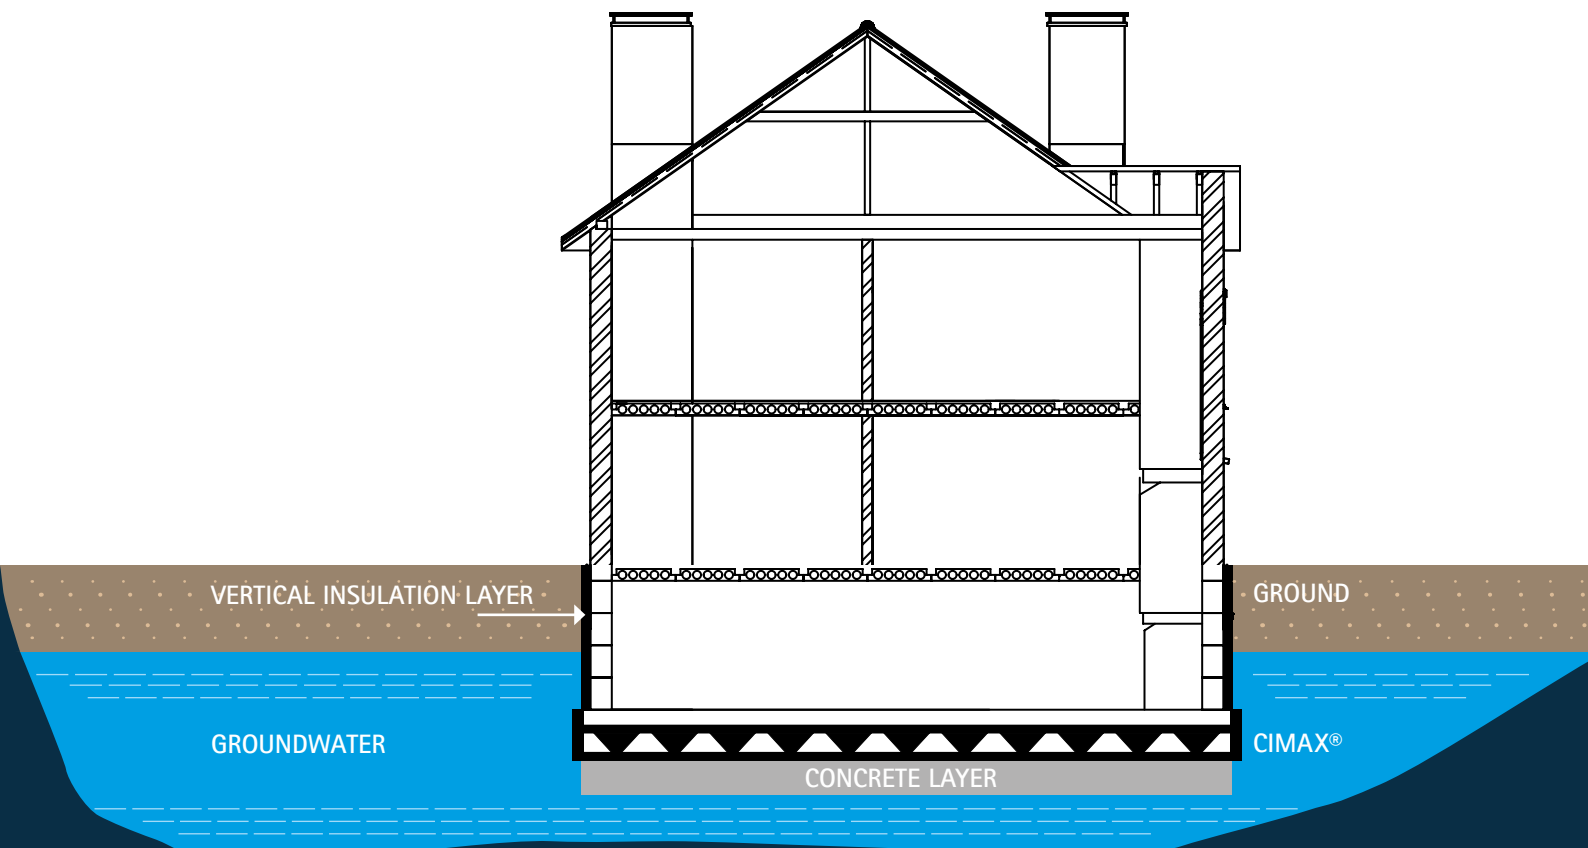 VERTICAL INSULATION LAYER
GROUND
GROUNDWATER
CIMAX®
CONCRETE LAYER